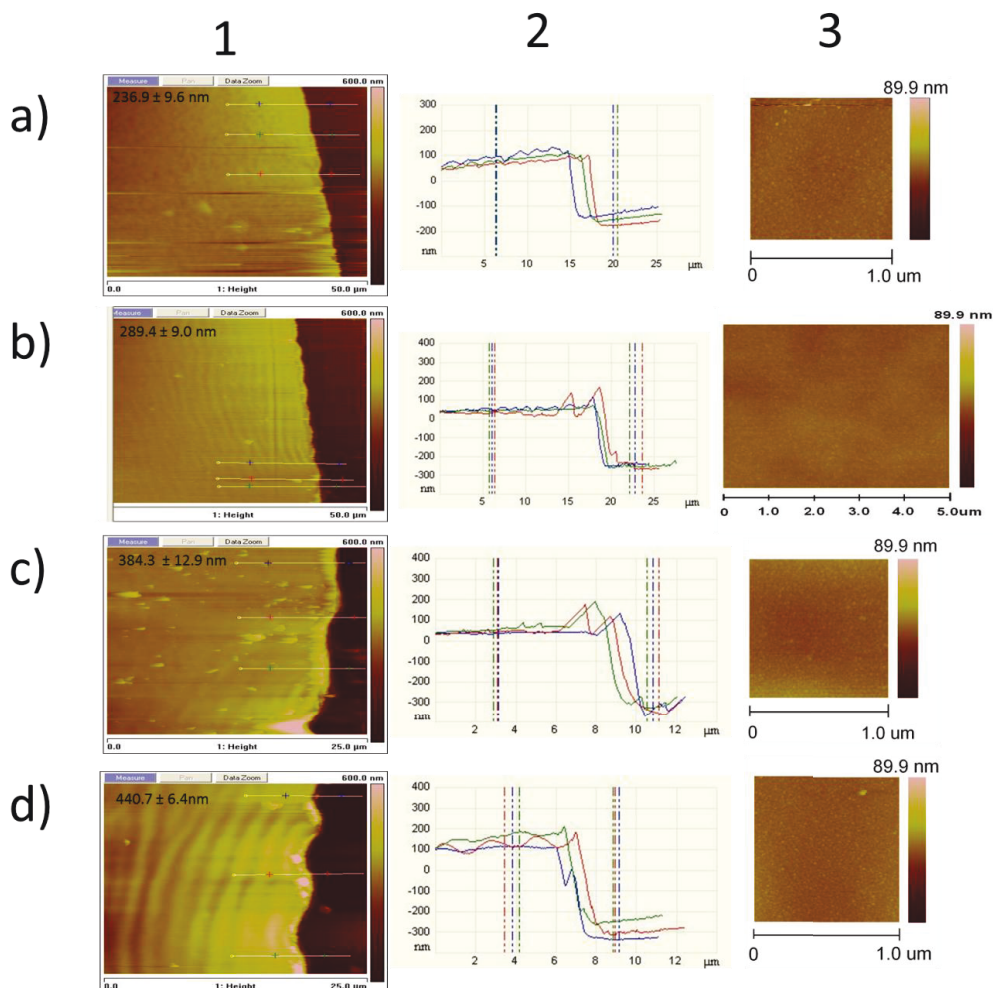 1 2 3
a)
Measure Pan Data Zoom 600.0 nm
236.9 ± 9.6 nm
0.0 1: Height 50.0 µm
300
200
100
0
-100
-200
nm
5 10 15 20 25 µm
89.9 nm
0 1.0 um
b)
Measure Pan Data Zoom 600.0 nm
289.4 ± 9.0 nm
1: Height 50.0 µm
400
300
200
100
0
-100
-200
-300
nm
5 10 15 20 25 µm
89.9 nm
0 1.0 2.0 3.0 4.0 5.0um
c)
Measure Pan Data Zoom 600.0 nm
384.3 ± 12.9 nm
0.0 1: Height 25.0 µm
400
300
200
100
0
-100
-200
-300
nm
2 4 6 8 10 12 µm
89.9 nm
0 1.0 um
d)
Measure Pan Data Zoom 600.0 nm
440.7 ± 6.4nm
0.0 1: Height 25.0 µm
400
300
200
100
0
-100
-200
-300
-400
nm
2 4 6 8 10 12 µm
89.9 nm
0 1.0 um